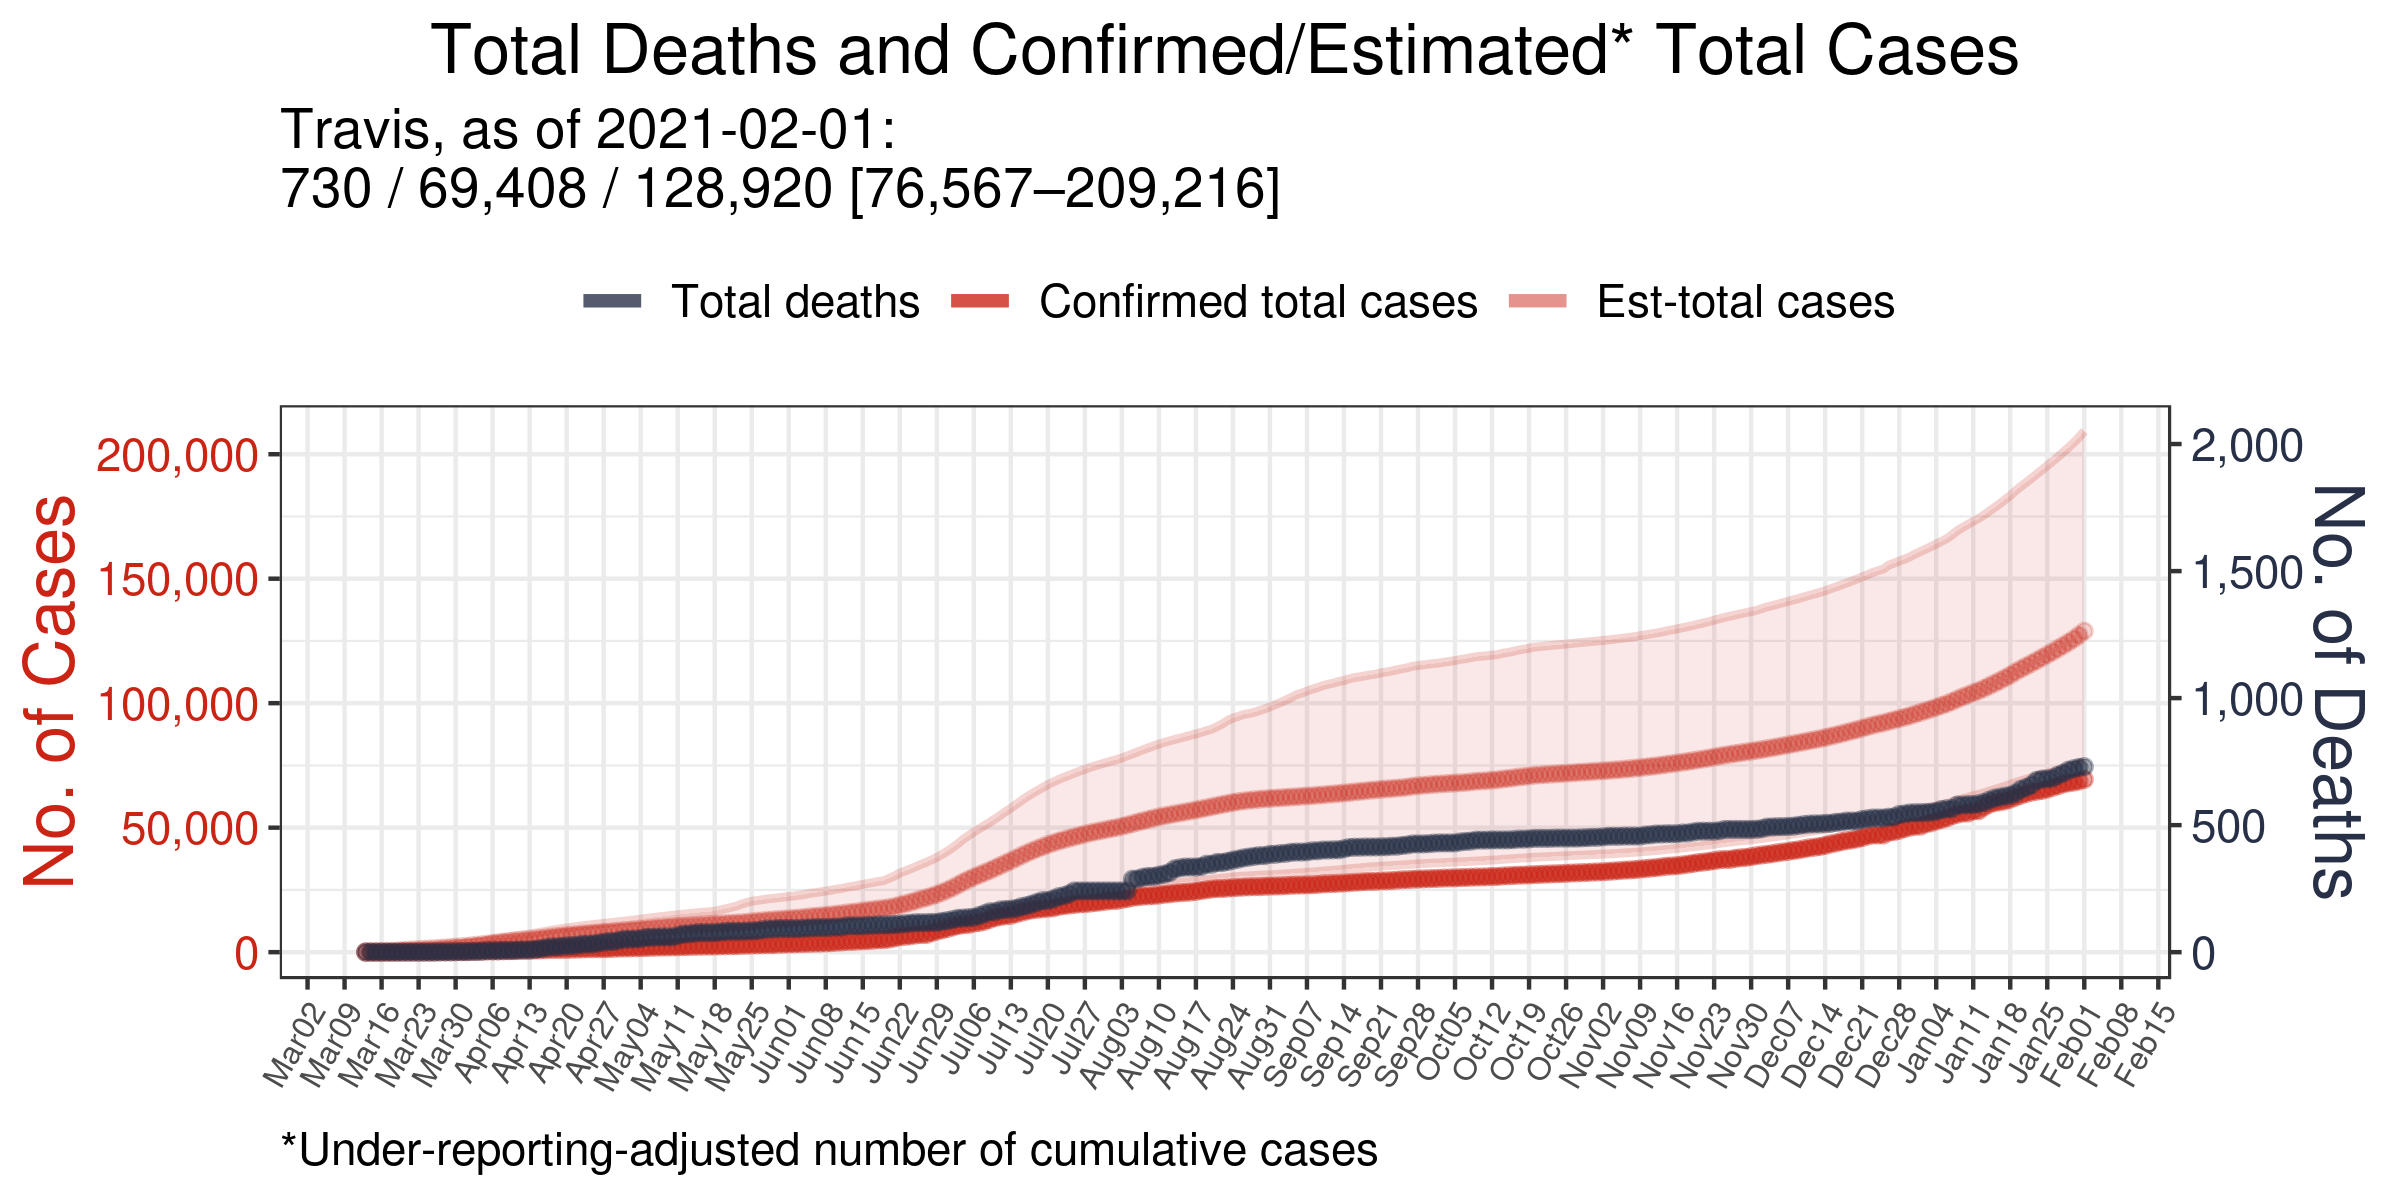 Total Deaths and Confirmed/Estimated* Total Cases
Travis, as of 2021-02-01:
730 / 69,408 / 128,920 [76,567–209,216]
Total deaths
Confirmed total cases
Est-total cases
No. of Cases
200,000
150,000
100,000
50,000
0
2,000
1,500
1,000
500
0
No. of Deaths
Mar02
Mar09
Mar16
Mar23
Mar30
Apr06
Apr13
Apr20
Apr27
May04
May11
May18
May25
Jun01
Jun08
Jun15
Jun22
Jun29
Jul06
Jul13
Jul20
Jul27
Aug03
Aug10
Aug17
Aug24
Aug31
Sep07
Sep14
Sep21
Sep28
Oct05
Oct12
Oct19
Oct26
Nov02
Nov09
Nov16
Nov23
Nov30
Dec07
Dec14
Dec21
Dec28
Jan04
Jan11
Jan18
Jan25
Feb01
Feb08
Feb15
*Under-reporting-adjusted number of cumulative cases